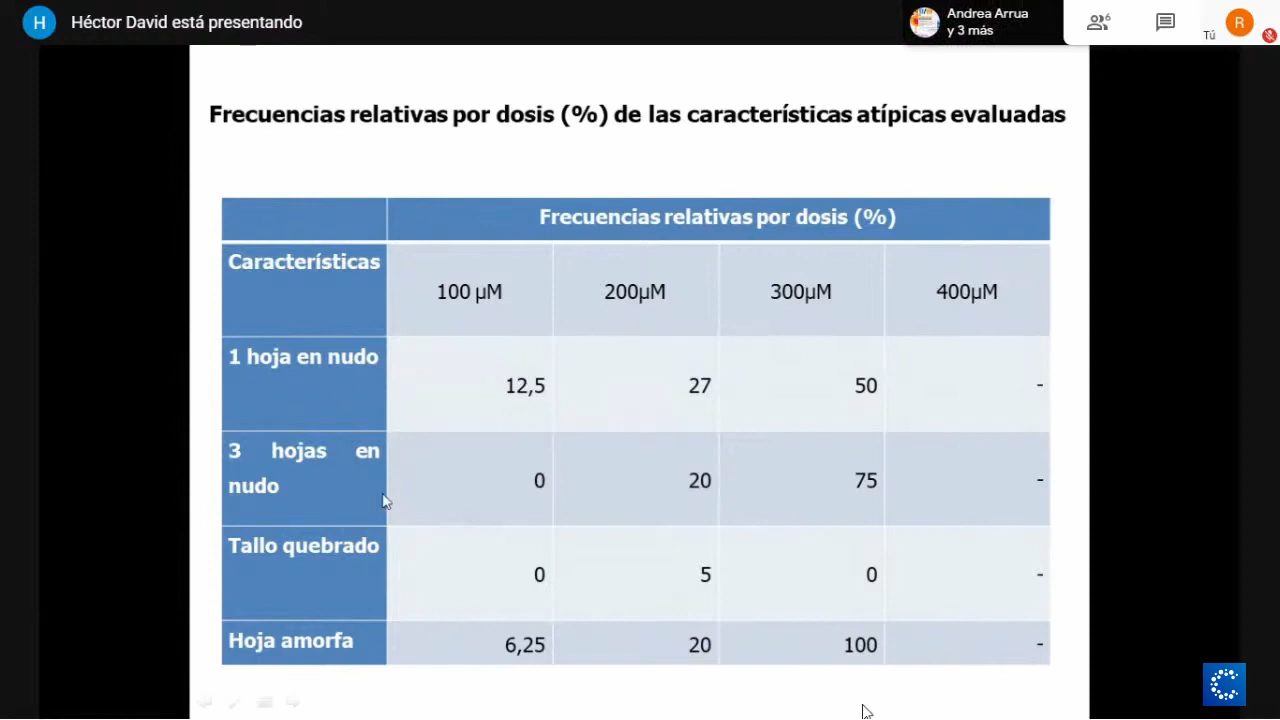 H Héctor David está presentando
Andrea Arrua
y 3 más
6
Tú
R
Frecuencias relativas por dosis (%) de las características atípicas evaluadas
Frecuencias relativas por dosis (%)
Características 100 µM 200µM 300µM 400µM
1 hoja en nudo 12,5 27 50 -
3 hojas en
nudo 0 20 75 -
Tallo quebrado 0 5 0 -
Hoja amorfa 6,25 20 100 -